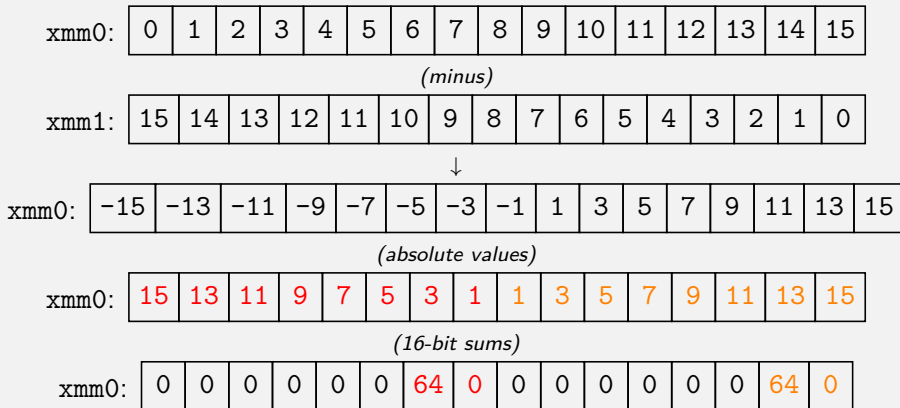 xmm0: 0 1 2 3 4 5 6 7 8 9 10 11 12 13 14 15
(minus)
xmm1: 15 14 13 12 11 10 9 8 7 6 5 4 3 2 1 0
↓
xmm0: -15 -13 -11 -9 -7 -5 -3 -1 1 3 5 7 9 11 13 15
(absolute values)
xmm0: 15 13 11 9 7 5 3 1 1 3 5 7 9 11 13 15
(16-bit sums)
xmm0: 0 0 0 0 0 0 64 0 0 0 0 0 0 0 64 0